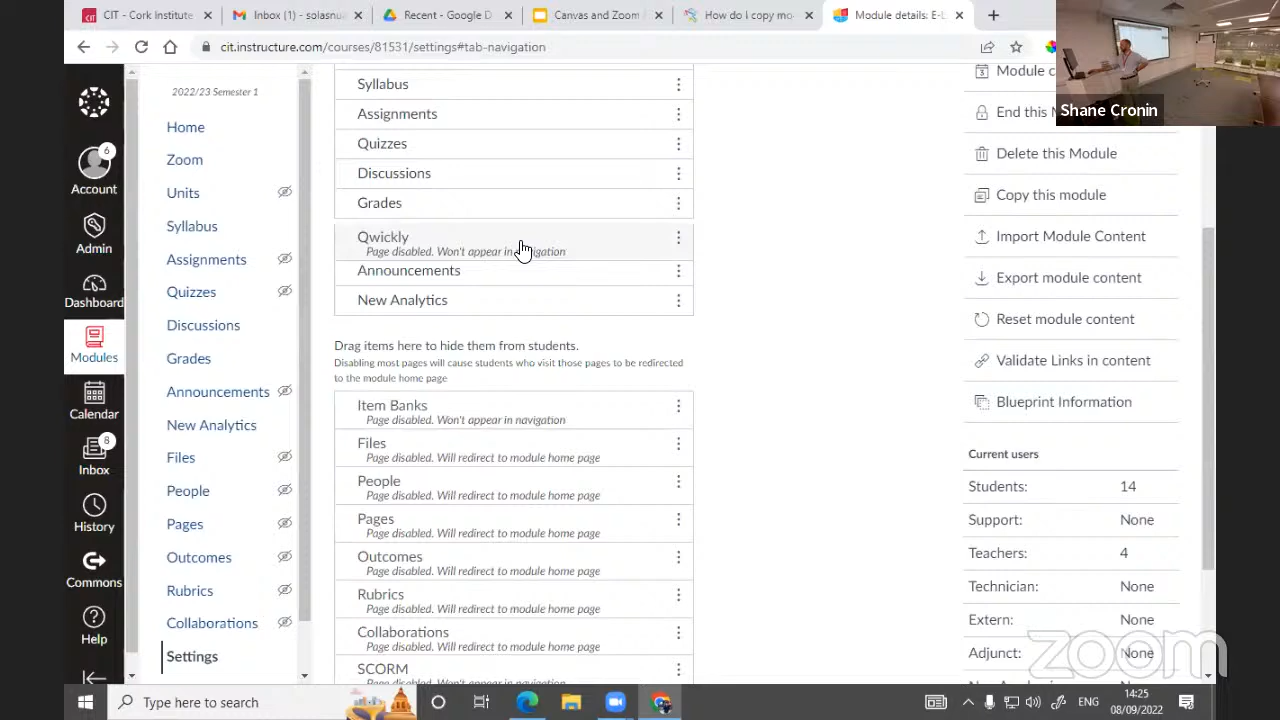 CIT - Cork Institute
Inbox (1) - solasnua
Recent - Google D
Canvas and Zoom
How do I copy mo
Module details: E-L
cit.instructure.com/courses/81531/settings#tab-navigation
Shane Cronin
6
Account
Admin
Dashboard
Modules
Calendar
8
Inbox
History
Commons
Help
2022/23 Semester 1
Home
Zoom
Units
Syllabus
Assignments
Quizzes
Discussions
Grades
Announcements
New Analytics
Files
People
Pages
Outcomes
Rubrics
Collaborations
Settings
Syllabus
Assignments
Quizzes
Discussions
Grades
Qwickly
Page disabled. Won't appear in navigation
Announcements
New Analytics
Drag items here to hide them from students.
Disabling most pages will cause students who visit those pages to be redirected
to the module home page
Item Banks
Page disabled. Won't appear in navigation
Files
Page disabled. Will redirect to module home page
People
Page disabled. Will redirect to module home page
Pages
Page disabled. Will redirect to module home page
Outcomes
Page disabled. Will redirect to module home page
Rubrics
Page disabled. Will redirect to module home page
Collaborations
Page disabled. Will redirect to module home page
SCORM
Page disabled. Won't appear in navigation
Module c
End this M
Delete this Module
Copy this module
Import Module Content
Export module content
Reset module content
Validate Links in content
Blueprint Information
Current users
Students: 14
Support: None
Teachers: 4
Technician: None
Extern: None
Adjunct: None
zoom
Type here to search
ENG
14:25
08/09/2022